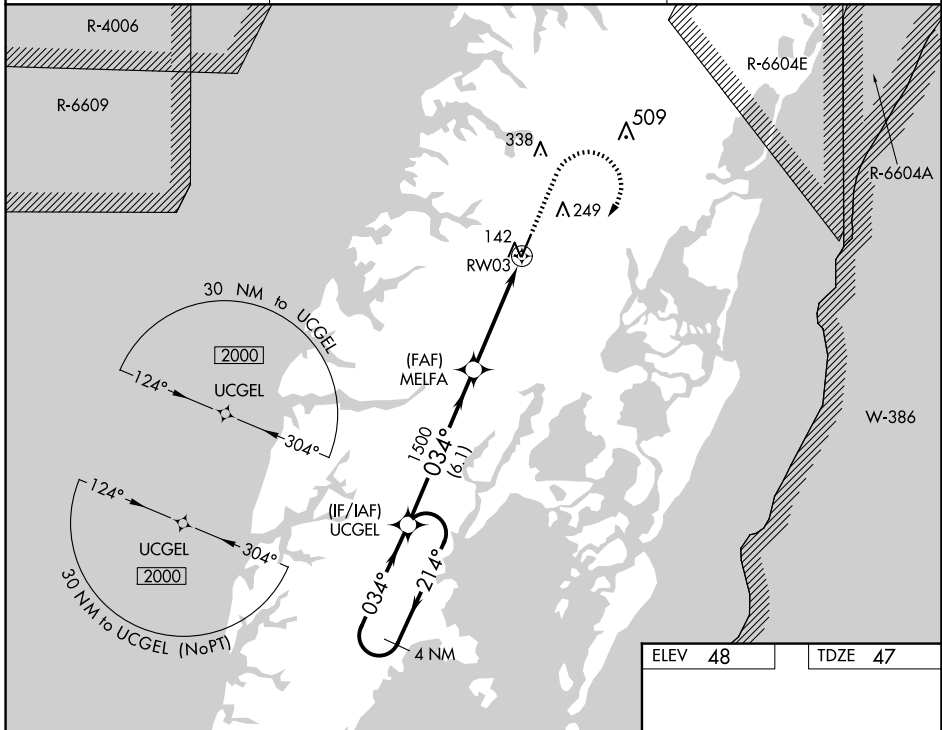 R-4006
R-6609
R-6604E
R-6604A
W-386
338
509
249
142
RW03
30 NM to UCGEL
2000
UCGEL
124°
304°
(FAF)
MELFA
1500
034°
(6.1)
(IF/IAF)
UCGEL
124°
304°
UCGEL
2000
30 NM to UCGEL (NoPT)
034°
214°
4 NM
ELEV 48
TDZE 47